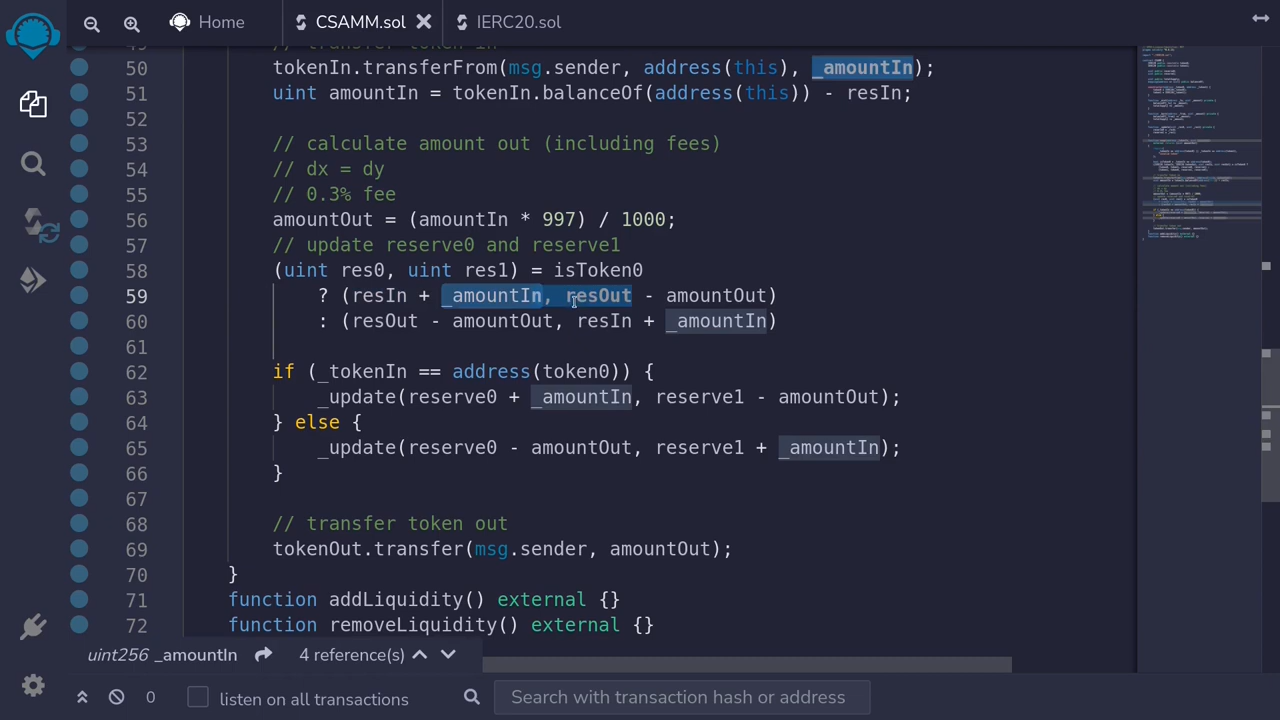 Home
CSAMM.sol
IERC20.sol
49 // transfer token in
50 tokenIn.transferFrom(msg.sender, address(this), _amountIn);
51 uint amountIn = tokenIn.balanceOf(address(this)) - resIn;
52
53 // calculate amount out (including fees)
54 // dx = dy
55 // 0.3% fee
56 amountOut = (amountIn * 997) / 1000;
57 // update reserve0 and reserve1
58 (uint res0, uint res1) = isToken0
59 ? (resIn + _amountIn, resOut - amountOut)
60 : (resOut - amountOut, resIn + _amountIn)
61
62 if (_tokenIn == address(token0)) {
63 _update(reserve0 + _amountIn, reserve1 - amountOut);
64 } else {
65 _update(reserve0 - amountOut, reserve1 + _amountIn);
66 }
67
68 // transfer token out
69 tokenOut.transfer(msg.sender, amountOut);
70 }
71 function addLiquidity() external {}
72 function removeLiquidity() external {}
uint256 _amountIn 4 reference(s)
0 listen on all transactions Search with transaction hash or address